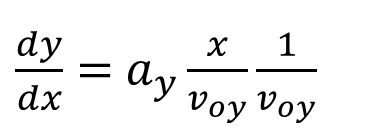 dy/dx = a_y x/v_oy 1/v_oy